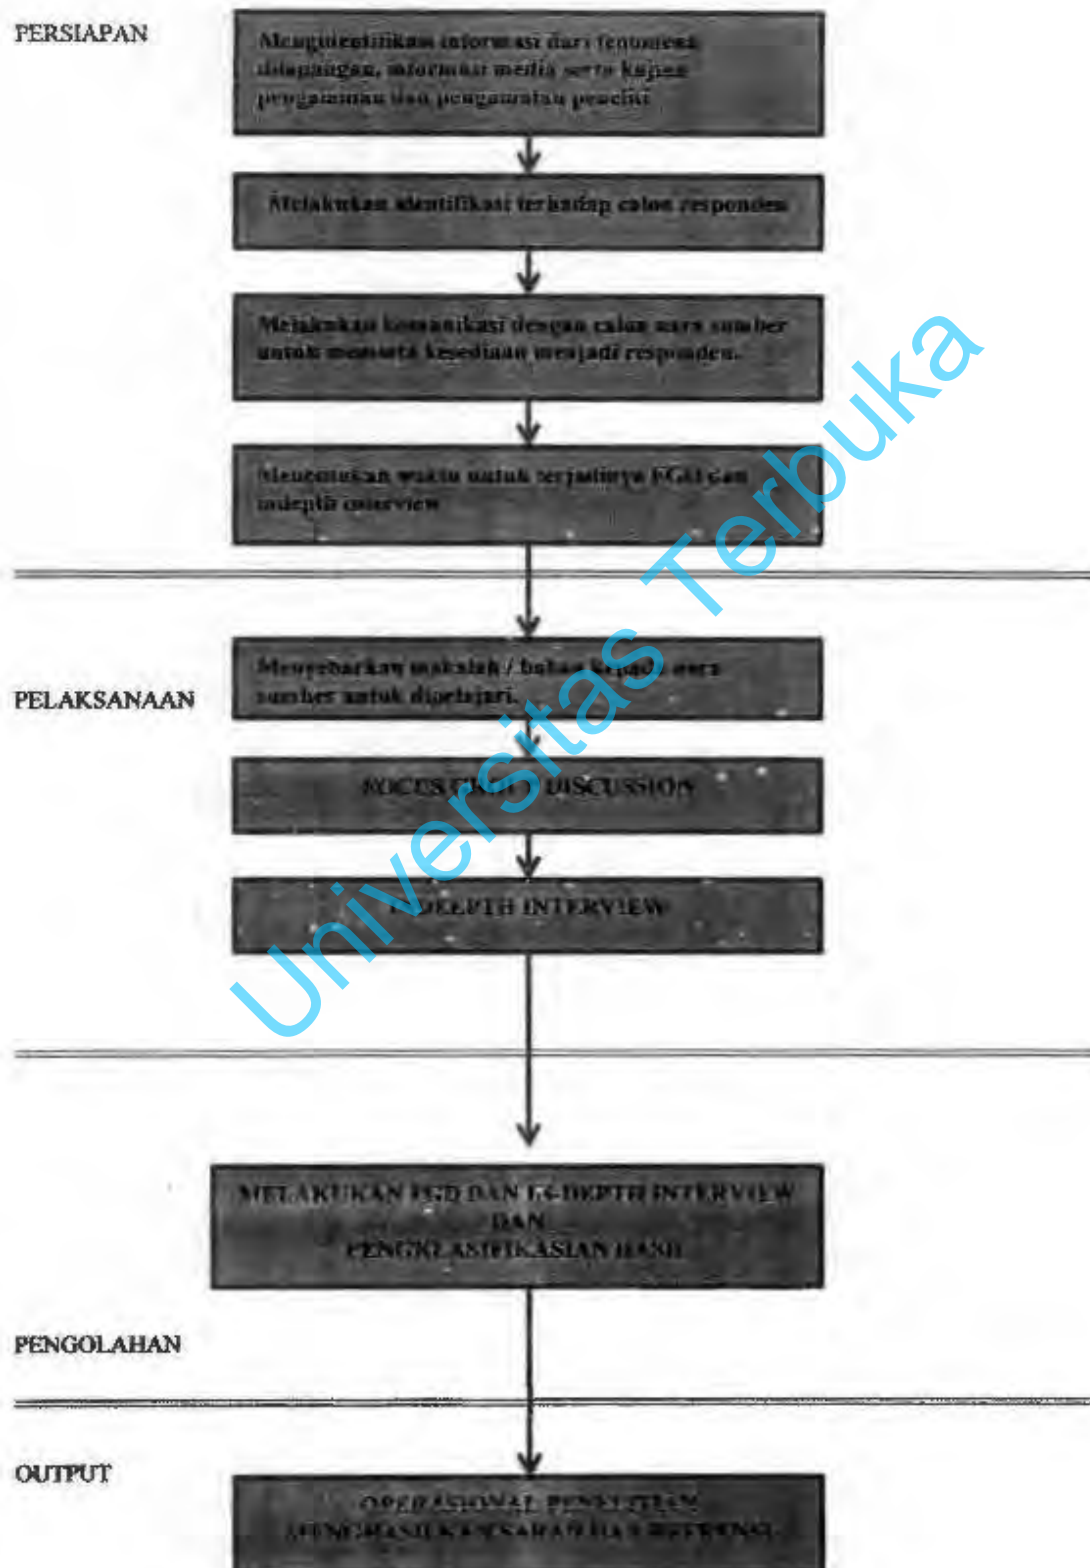 PERSIAPAN
Mengidentifikasi informasi dari fenomena
dilapangan, informasi media serta kajian
pengalaman dan pengamatan peneliti
Melakukan identifikasi terhadap calon responden
Melakukan komunikasi dengan calon nara sumber
untuk meminta kesediaan menjadi responden.
Menentukan waktu untuk terjadinya FGD dan
indepth interview
PELAKSANAAN
Menyebarkan makalah / bahan kepada nara
sumber untuk dipelajari.
FOCUS DISCUSSION
INTERVIEW
MELAKUKAN FGD DAN IN-DEPTH INTERVIEW
DAN
PENGKLASIFIKASIAN HASIL
PENGOLAHAN
OUTPUT
OPERASIONAL PENELITIAN
SARAN
Universitas Terbuka